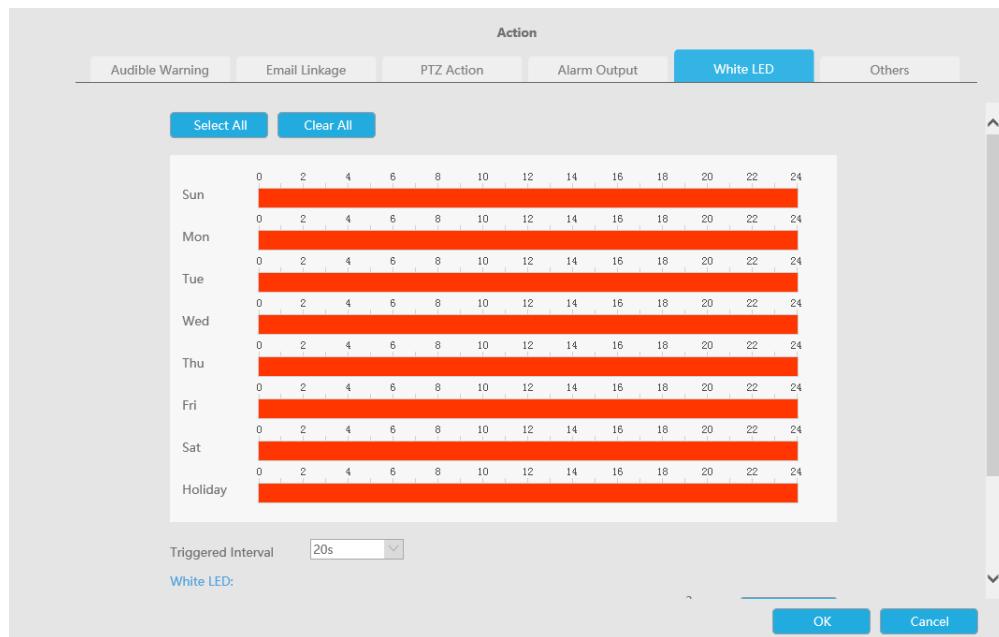 Action
Audible Warning Email Linkage PTZ Action Alarm Output White LED Others
Select All Clear All
0 2 4 6 8 10 12 14 16 18 20 22 24
Sun
0 2 4 6 8 10 12 14 16 18 20 22 24
Mon
0 2 4 6 8 10 12 14 16 18 20 22 24
Tue
0 2 4 6 8 10 12 14 16 18 20 22 24
Wed
0 2 4 6 8 10 12 14 16 18 20 22 24
Thu
0 2 4 6 8 10 12 14 16 18 20 22 24
Fri
0 2 4 6 8 10 12 14 16 18 20 22 24
Sat
0 2 4 6 8 10 12 14 16 18 20 22 24
Holiday
Triggered Interval 20s
White LED:
OK Cancel